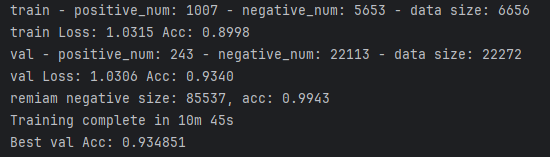 train - positive_num: 1007 - negative_num: 5653 - data size: 6656
train Loss: 1.0315 Acc: 0.8998
val - positive_num: 243 - negative_num: 22113 - data size: 22272
val Loss: 1.0306 Acc: 0.9340
remiam negative size: 85537, acc: 0.9943
Training complete in 10m 45s
Best val Acc: 0.934851